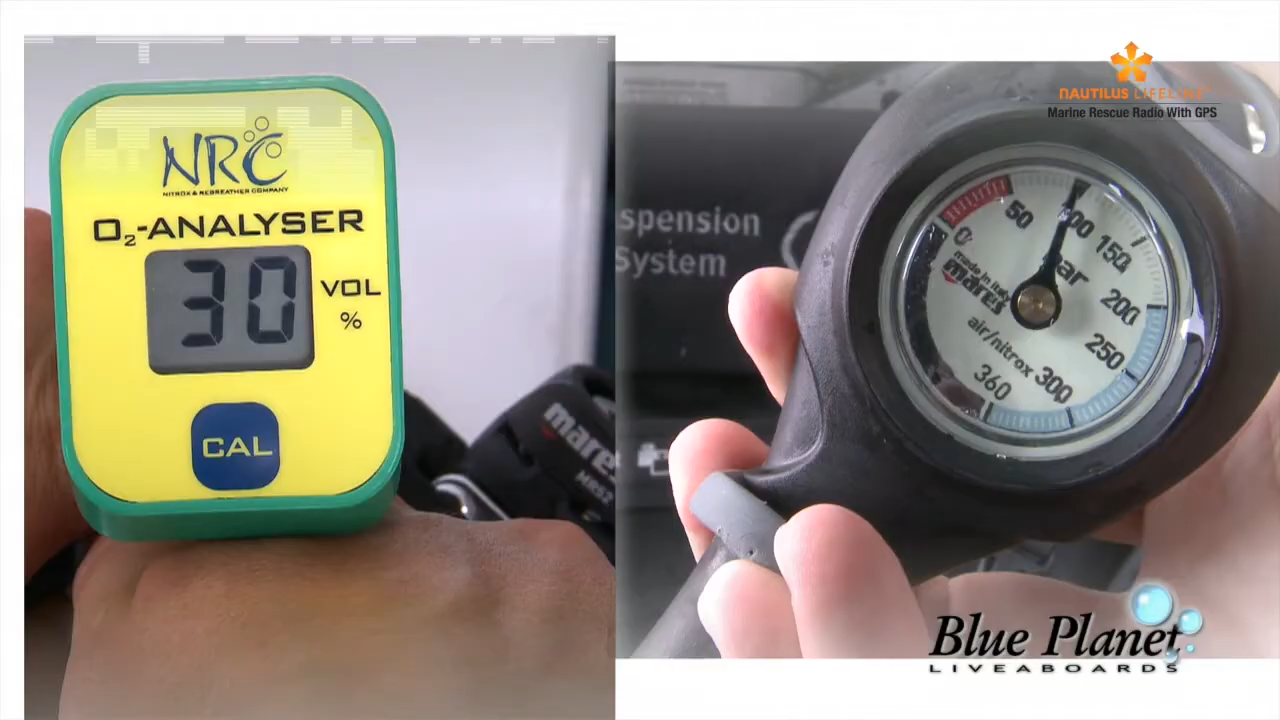 NRC
NITROX & REBREATHER COMPANY
O₂-ANALYSER
30
VOL
%
CAL
mares
spension
System
NAUTILUS LIFELINE
Marine Rescue Radio With GPS
0
50
100
150
200
250
300
360
bar
made in italy
mares
air/nitrox
Blue Planet
LIVEABOARDS